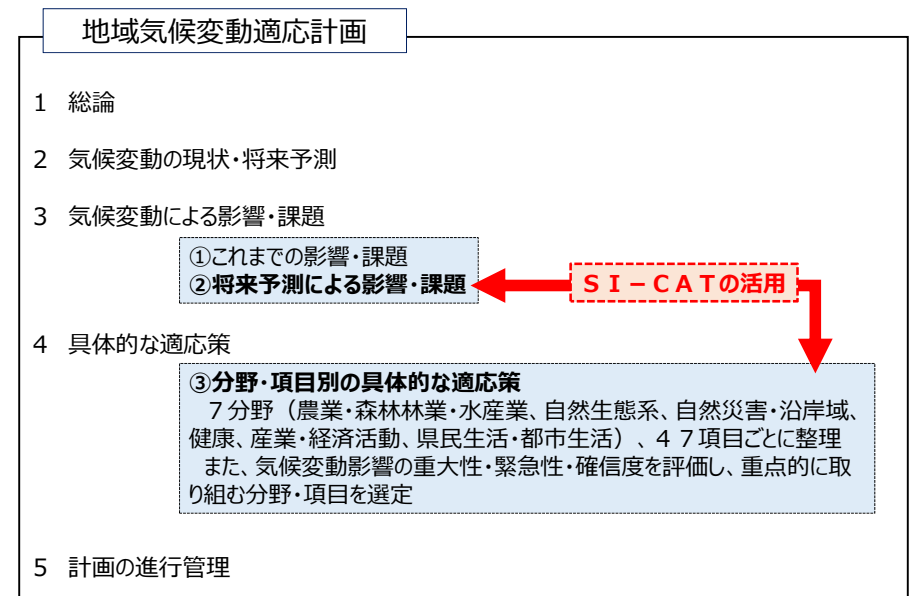 地域気候変動適応計画
1 総論
2 気候変動の現状・将来予測
3 気候変動による影響・課題
①これまでの影響・課題
②将来予測による影響・課題
ＳＩ－ＣＡＴの活用
4 具体的な適応策
③分野・項目別の具体的な適応策
７分野（農業・森林林業・水産業、自然生態系、自然災害・沿岸域、
健康、産業・経済活動、県民生活・都市生活）、４７項目ごとに整理
また、気候変動影響の重大性・緊急性・確信度を評価し、重点的に取
り組む分野・項目を選定
5 計画の進行管理